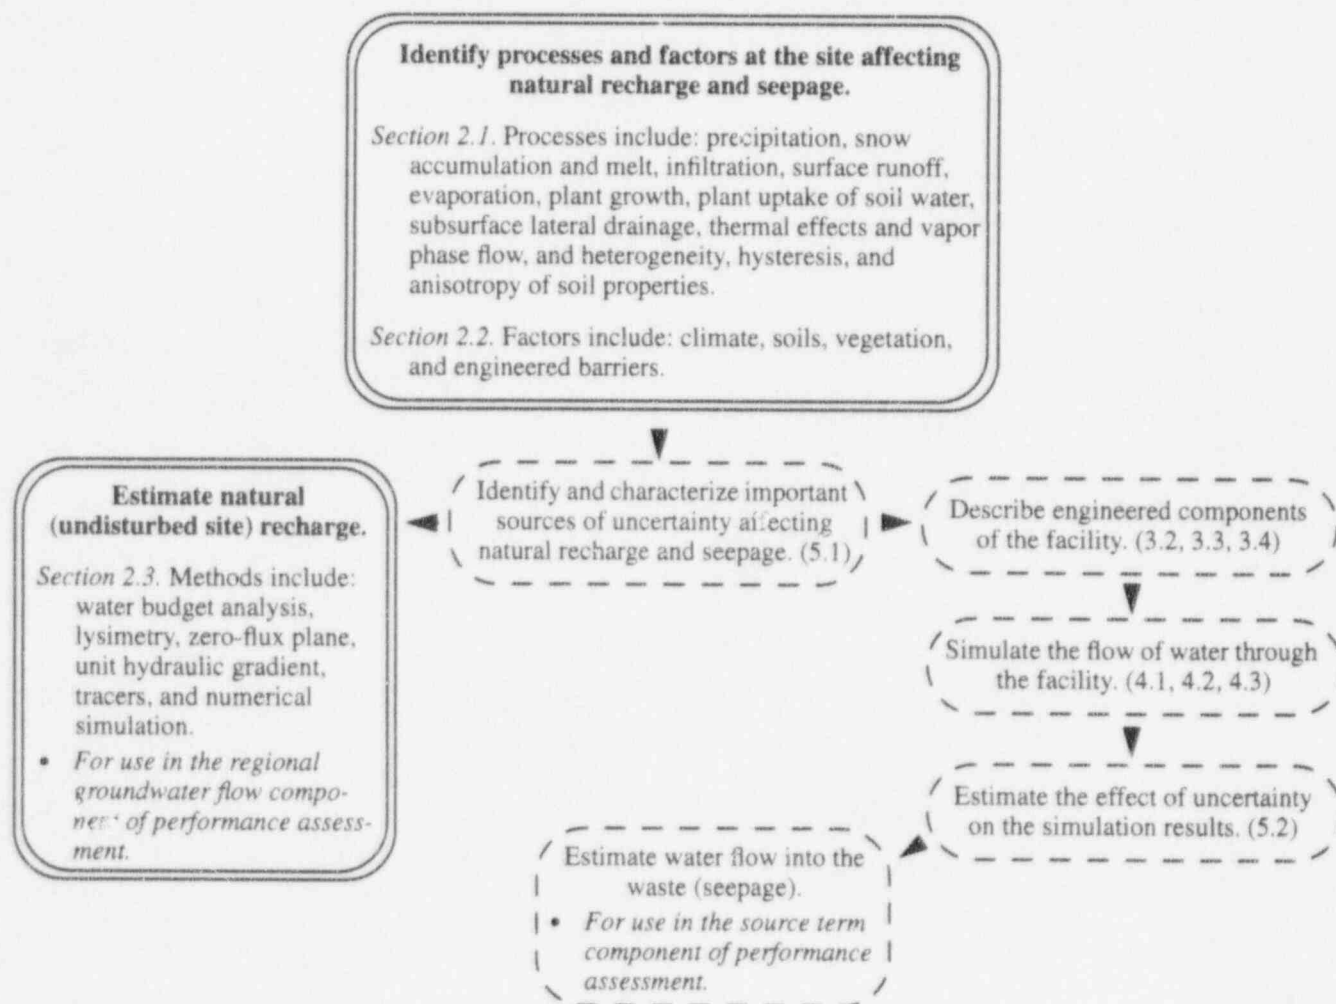 Identify processes and factors at the site affecting
natural recharge and seepage.
Section 2.1. Processes include: precipitation, snow
accumulation and melt, infiltration, surface runoff,
evaporation, plant growth, plant uptake of soil water,
subsurface lateral drainage, thermal effects and vapor
phase flow, and heterogeneity, hysteresis, and
anisotropy of soil properties.
Section 2.2. Factors include: climate, soils, vegetation,
and engineered barriers.
Estimate natural
(undisturbed site) recharge.
Section 2.3. Methods include:
water budget analysis,
lysimetry, zero-flux plane,
unit hydraulic gradient,
tracers, and numerical
simulation.
• For use in the regional
groundwater flow compo-
of performance assess-
ment.
Identify and characterize important
sources of uncertainty affecting
natural recharge and seepage. (5.1)
Describe engineered components
of the facility. (3.2, 3.3, 3.4)
Simulate the flow of water through
the facility. (4.1, 4.2, 4.3)
Estimate the effect of uncertainty
on the simulation results. (5.2)
Estimate water flow into the
waste (seepage).
• For use in the source term
component of performance
assessment.